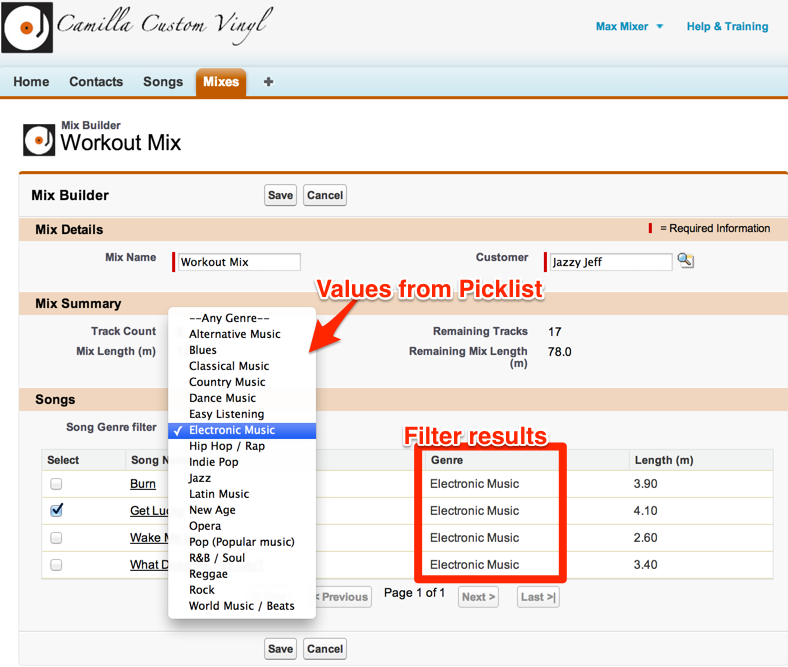 Camilla Custom Vinyl
Max Mixer Help & Training
Home Contacts Songs Mixes +
Mix Builder
Workout Mix
Mix Builder Save Cancel
Mix Details = Required Information
Mix Name Workout Mix Customer Jazzy Jeff
Values from Picklist
Mix Summary
Track Count Remaining Tracks 17
Mix Length (m) Remaining Mix Length (m) 78.0
--Any Genre--
Alternative Music
Blues
Classical Music
Country Music
Dance Music
Easy Listening
✓ Electronic Music
Hip Hop / Rap
Indie Pop
Jazz
Latin Music
New Age
Opera
Pop (Popular music)
R&B / Soul
Reggae
Rock
World Music / Beats
Songs
Song Genre filter
Filter results
Select Song Genre Length (m)
Burn Electronic Music 3.90
Get Electronic Music 4.10
Wake Electronic Music 2.60
What Electronic Music 3.40
< Previous Page 1 of 1 Next > Last >|
Save Cancel